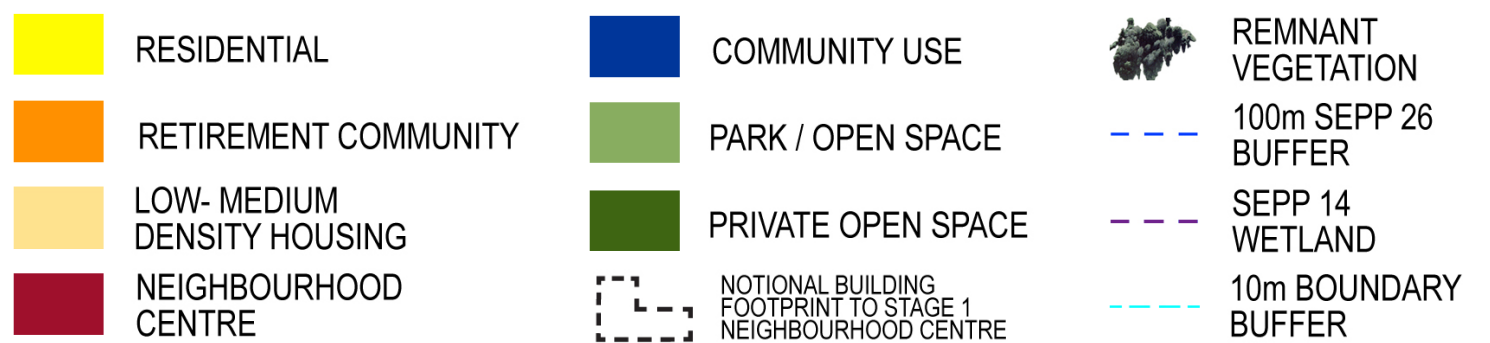 RESIDENTIAL
RETIREMENT COMMUNITY
LOW- MEDIUM
DENSITY HOUSING
NEIGHBOURHOOD
CENTRE
COMMUNITY USE
PARK / OPEN SPACE
PRIVATE OPEN SPACE
NOTIONAL BUILDING
FOOTPRINT TO STAGE 1
NEIGHBOURHOOD CENTRE
REMNANT
VEGETATION
100m SEPP 26
BUFFER
SEPP 14
WETLAND
10m BOUNDARY
BUFFER